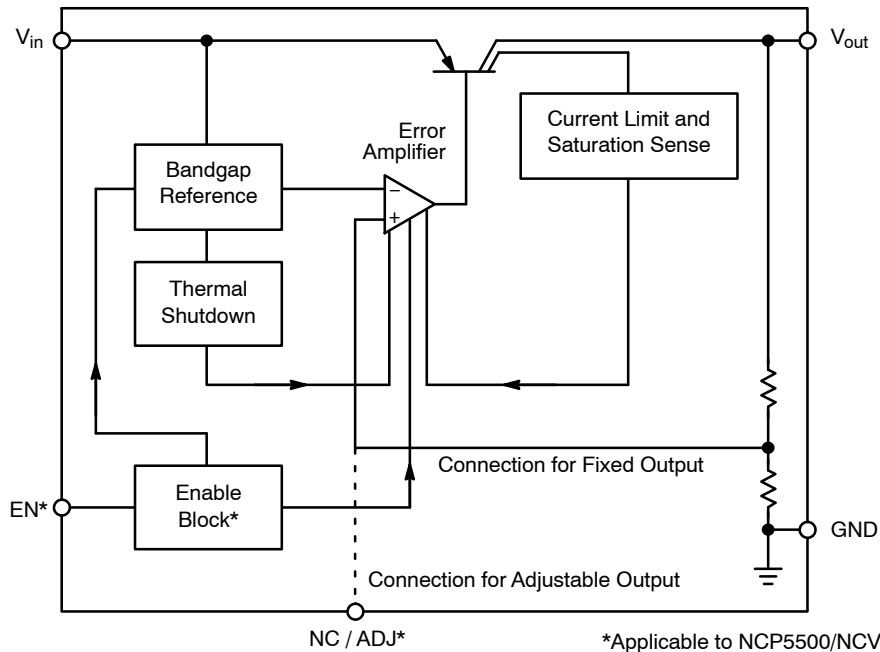 Vin
Vout
Error
Amplifier
Current Limit and
Saturation Sense
Bandgap
Reference
−
+
Thermal
Shutdown
Connection for Fixed Output
EN*
Enable
Block*
GND
Connection for Adjustable Output
NC / ADJ*
*Applicable to NCP5500/NCV